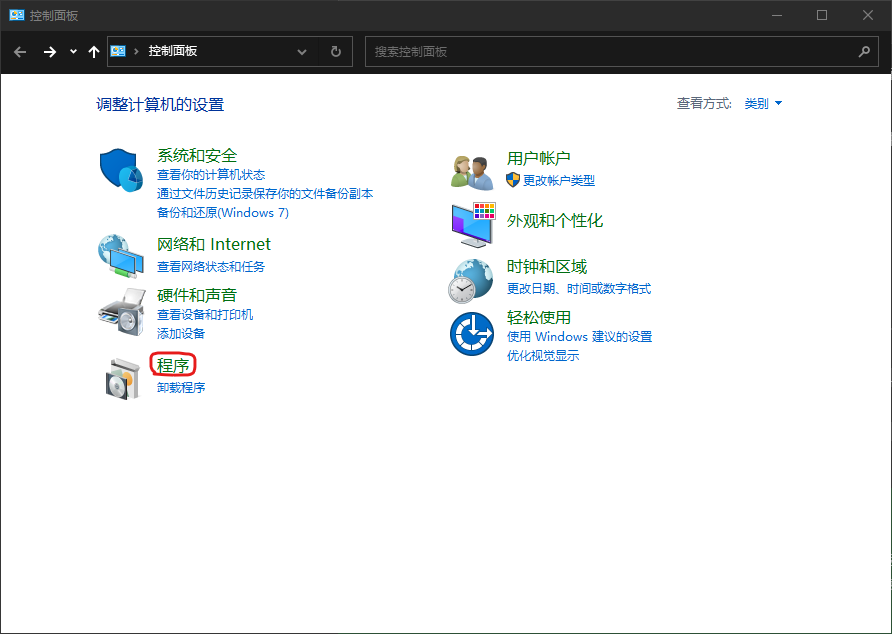 控制面板
控制面板
搜索控制面板
调整计算机的设置
查看方式: 类别
系统和安全
查看你的计算机状态
通过文件历史记录保存你的文件备份副本
备份和还原(Windows 7)
网络和 Internet
查看网络状态和任务
硬件和声音
查看设备和打印机
添加设备
程序
卸载程序
用户帐户
更改帐户类型
外观和个性化
时钟和区域
更改日期、时间或数字格式
轻松使用
使用 Windows 建议的设置
优化视觉显示